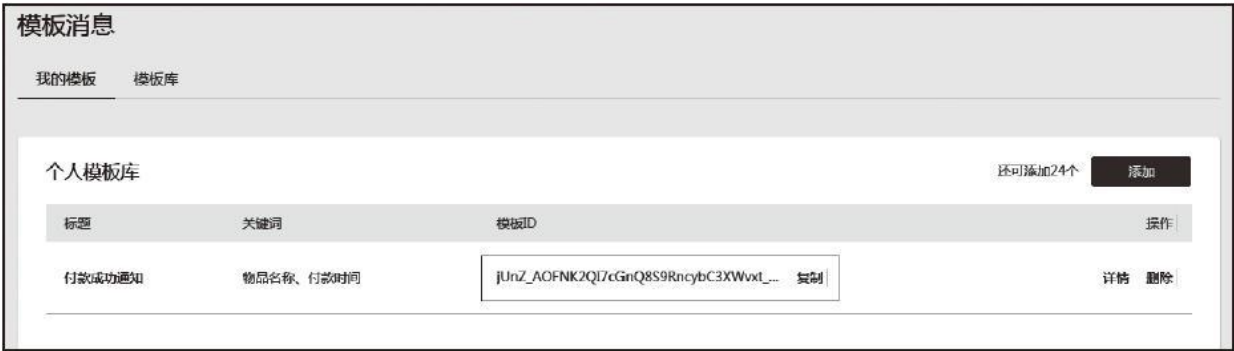 模板消息
我的模板 模板库
个人模板库 还可添加24个 添加
标题 关键词 模板ID 操作
付款成功通知 物品名称、付款时间 jUnZ_AOFNK2QI7cGnQ8S9RncybC3XWvxt_... 复制 详情 删除